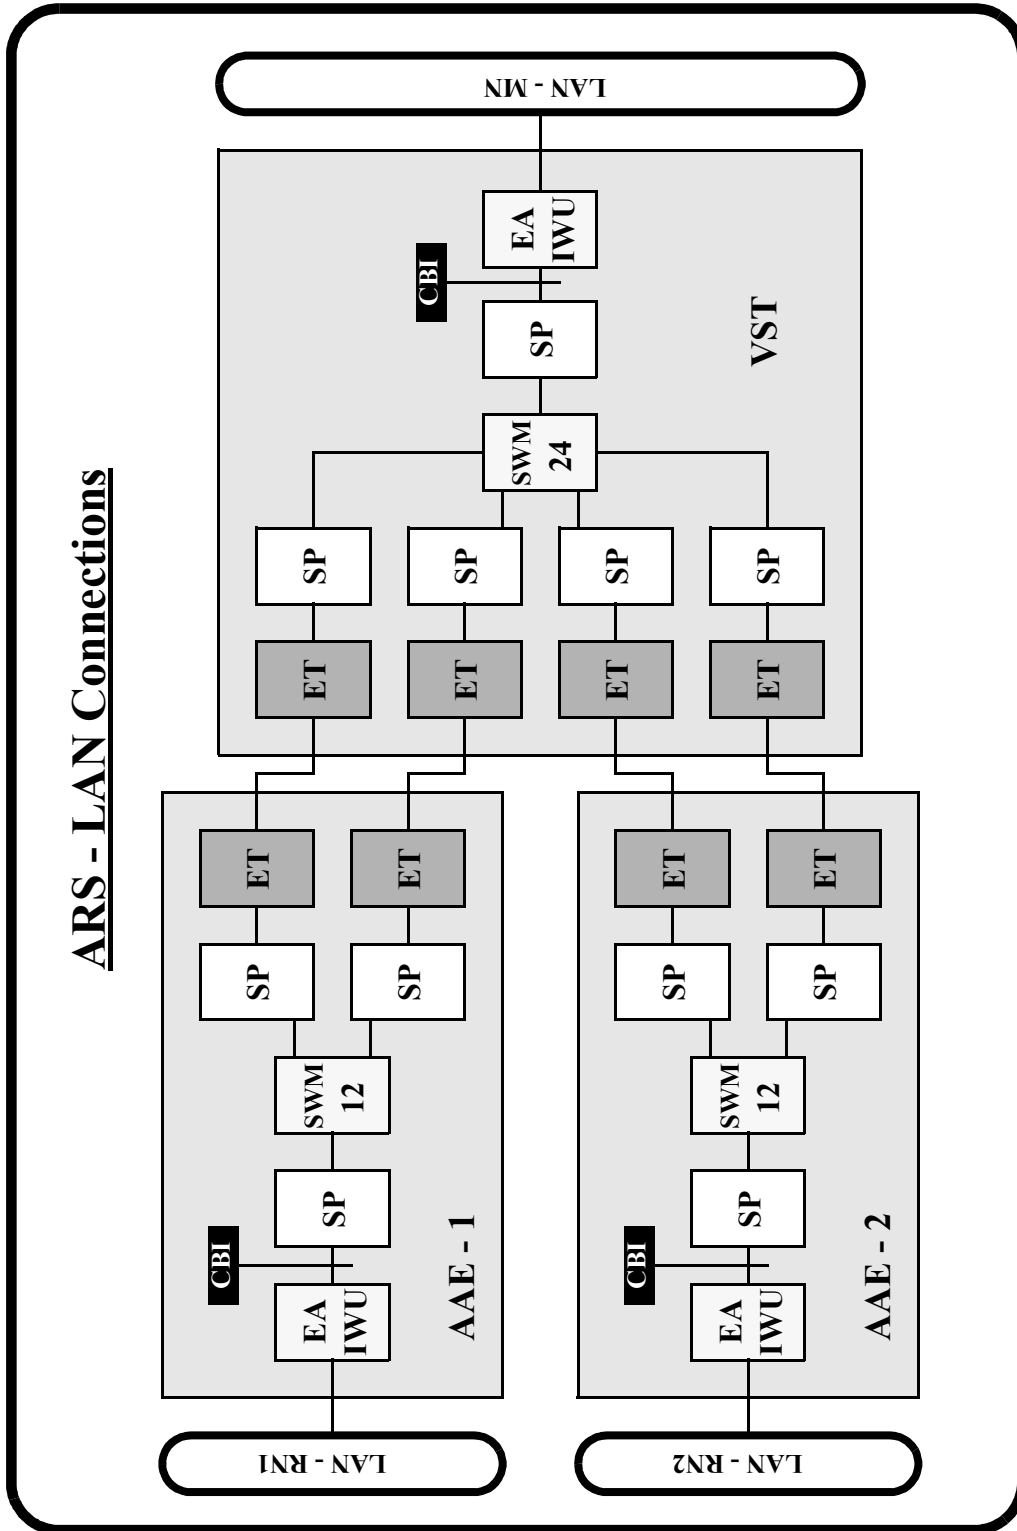 ARS - LAN Connections
LAN - MN
EA
IWU
CBI
SP
VST
SWM
24
SP
SP
SP
SP
ET
ET
ET
ET
ET
ET
ET
ET
SP
SP
SP
SP
SWM
12
SWM
12
SP
SP
CBI
CBI
EA
IWU
EA
IWU
AAE - 1
AAE - 2
LAN - RN1
LAN - RN2